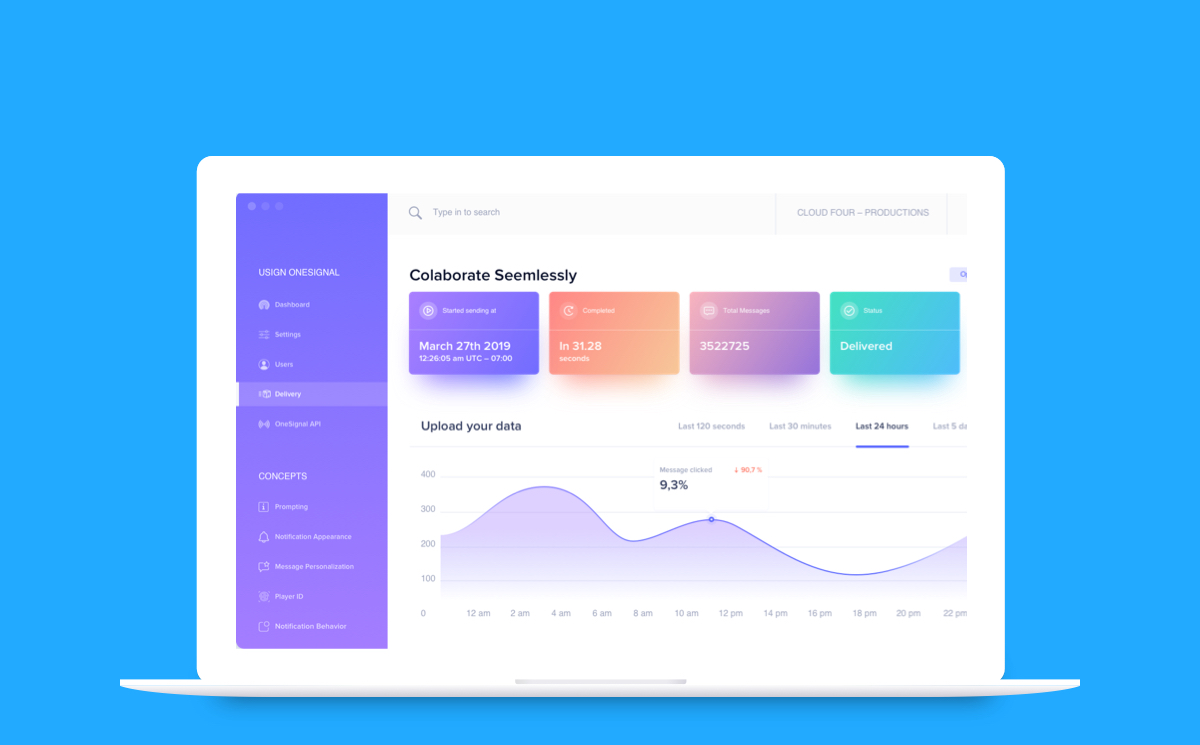 Type in to search
CLOUD FOUR – PRODUCTIONS
USIGN ONESIGNAL
Dashboard
Settings
Users
Delivery
OneSignal API
CONCEPTS
Prompting
Notification Appearance
Message Personalization
Player ID
Notification Behavior
Colaborate Seemlessly
Started sending at
March 27th 2019
12:26:05 am UTC – 07:00
Completed
In 31.28
seconds
Total Messages
3522725
Status
Delivered
Upload your data
Last 120 seconds
Last 30 minutes
Last 24 hours
Last 5
Message clicked
↓ 90,7 %
9,3%
400
300
200
100
0 12 am 2 am 4 am 6 am 8 am 10 am 12 pm 14 pm 16 pm 18 pm 20 pm 22 pm